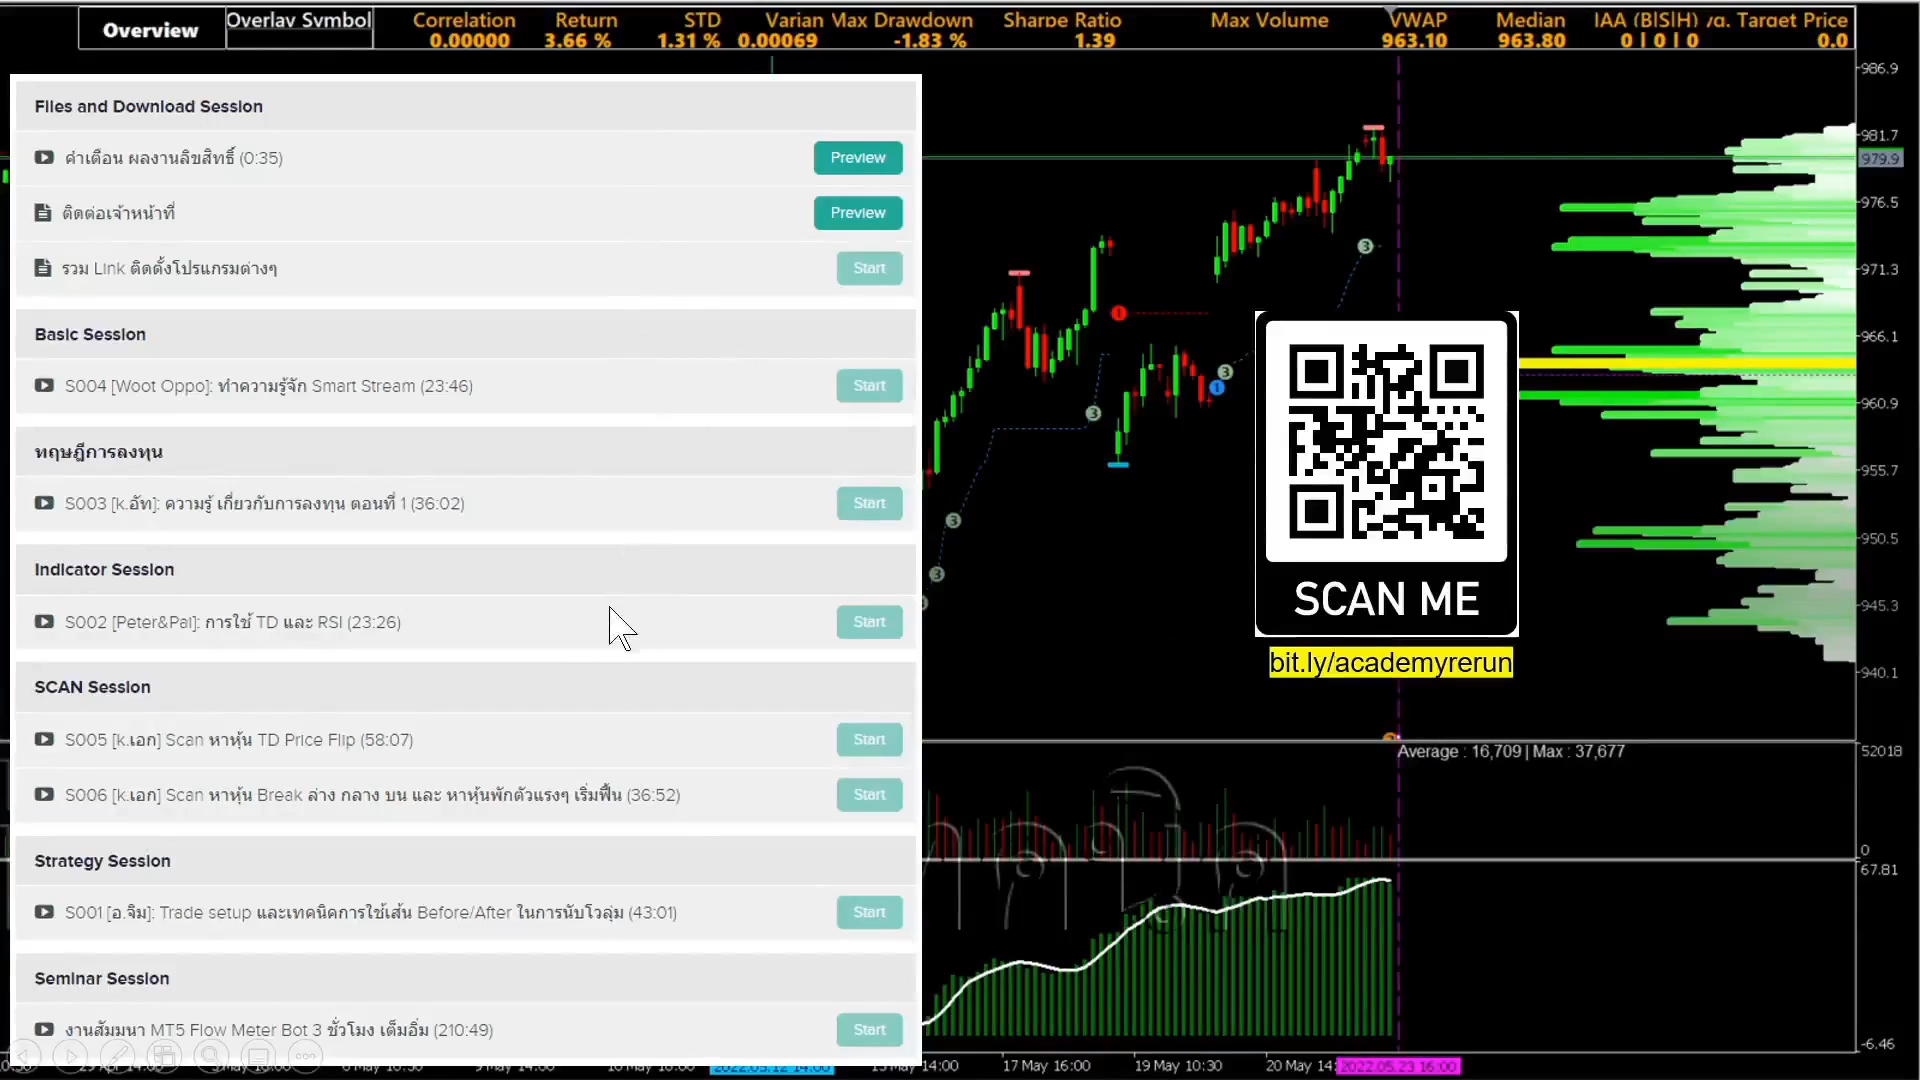 Overview
Overlay Symbol
Correlation
0.00000
Return
3.66 %
STD
1.31 %
Varian
0.00069
Max Drawdown
-1.83 %
Sharpe Ratio
1.39
Max Volume
VWAP
963.10
Median
963.80
IAA (B|S|H)
0 | 0 | 0
Target Price
0.0
Files and Download Session
คำเตือน ผลงานลิขสิทธิ์ (0:35)
Preview
ติดต่อเจ้าหน้าที่
Preview
รวม Link ติดตั้งโปรแกรมต่างๆ
Start
Basic Session
S004 [Woot Oppo]: ทำความรู้จัก Smart Stream (23:46)
Start
ทฤษฎีการลงทุน
S003 [k.อัท]: ความรู้ เกี่ยวกับการลงทุน ตอนที่ 1 (36:02)
Start
Indicator Session
S002 [Peter&Pal]: การใช้ TD และ RSI (23:26)
Start
SCAN Session
S005 [k.เอก] Scan หาหุ้น TD Price Flip (58:07)
Start
S006 [k.เอก] Scan หาหุ้น Break ล่าง กลาง บน และ หาหุ้นพักตัวแรงๆ เริ่มฟื้น (36:52)
Start
Strategy Session
S001 [อ.จิม]: Trade setup และเทคนิคการใช้เส้น Before/After ในการนับโวลุ่ม (43:01)
Start
Seminar Session
งานสัมมนา MT5 Flow Meter Bot 3 ชั่วโมง เต็มอิ่ม (210:49)
Start
SCAN ME
bit.ly/academyrerun
986.9
981.7
979.9
976.5
971.3
966.1
960.9
955.7
950.5
945.3
940.1
Average : 16,709 | Max : 37,677
52018
0
67.81
-6.46
17 May 16:00
19 May 10:30
20 May 14:
2022.05.23 16:00